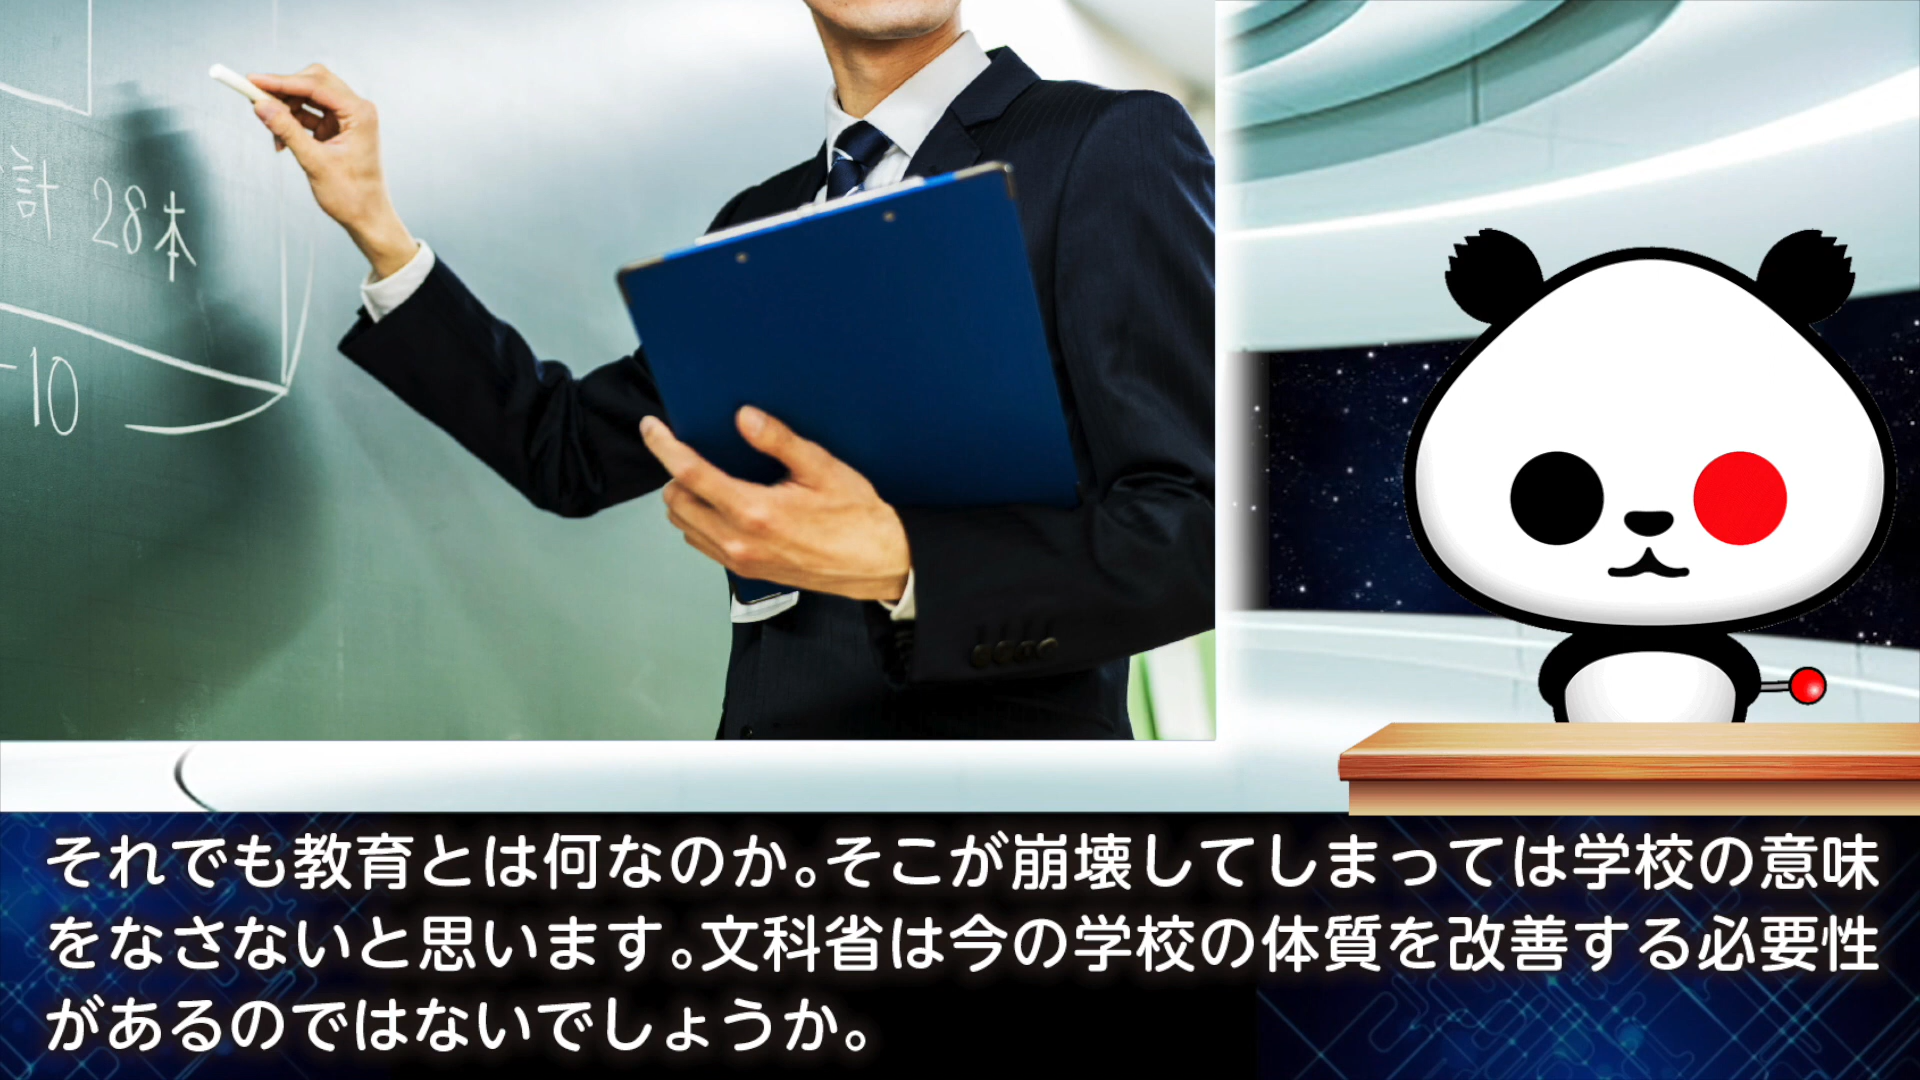 計 28本
10
それでも教育とは何なのか。そこが崩壊してしまっては学校の意味
をなさないと思います。文科省は今の学校の体質を改善する必要性
があるのではないでしょうか。